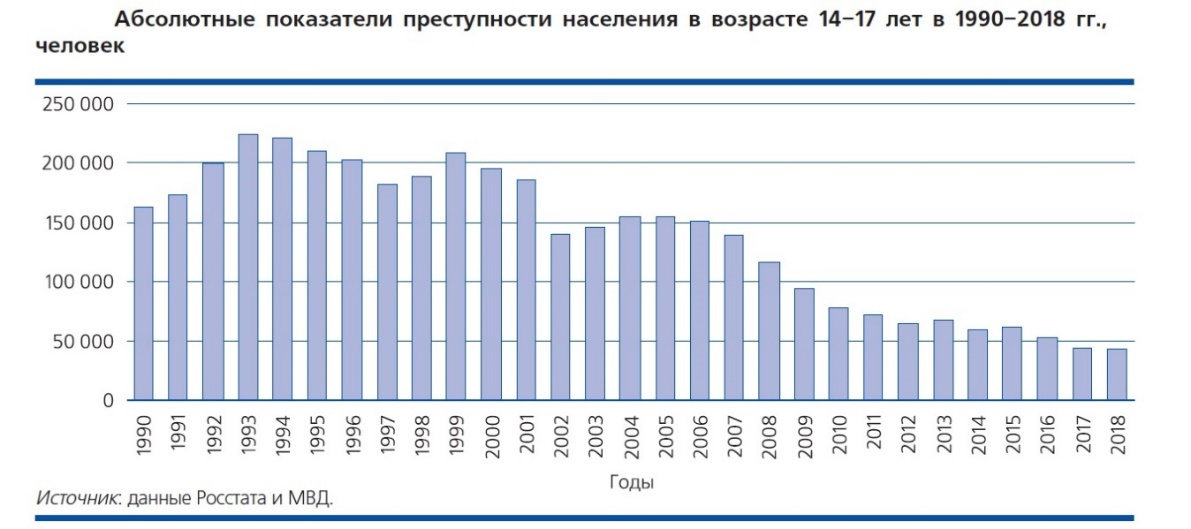 Абсолютные показатели преступности населения в возрасте 14–17 лет в 1990–2018 гг.,
человек
250 000
200 000
150 000
100 000
50 000
0
1990 1991 1992 1993 1994 1995 1996 1997 1998 1999 2000 2001 2002 2003 2004 2005 2006 2007 2008 2009 2010 2011 2012 2013 2014 2015 2016 2017 2018
Годы
Источник: данные Росстата и МВД.